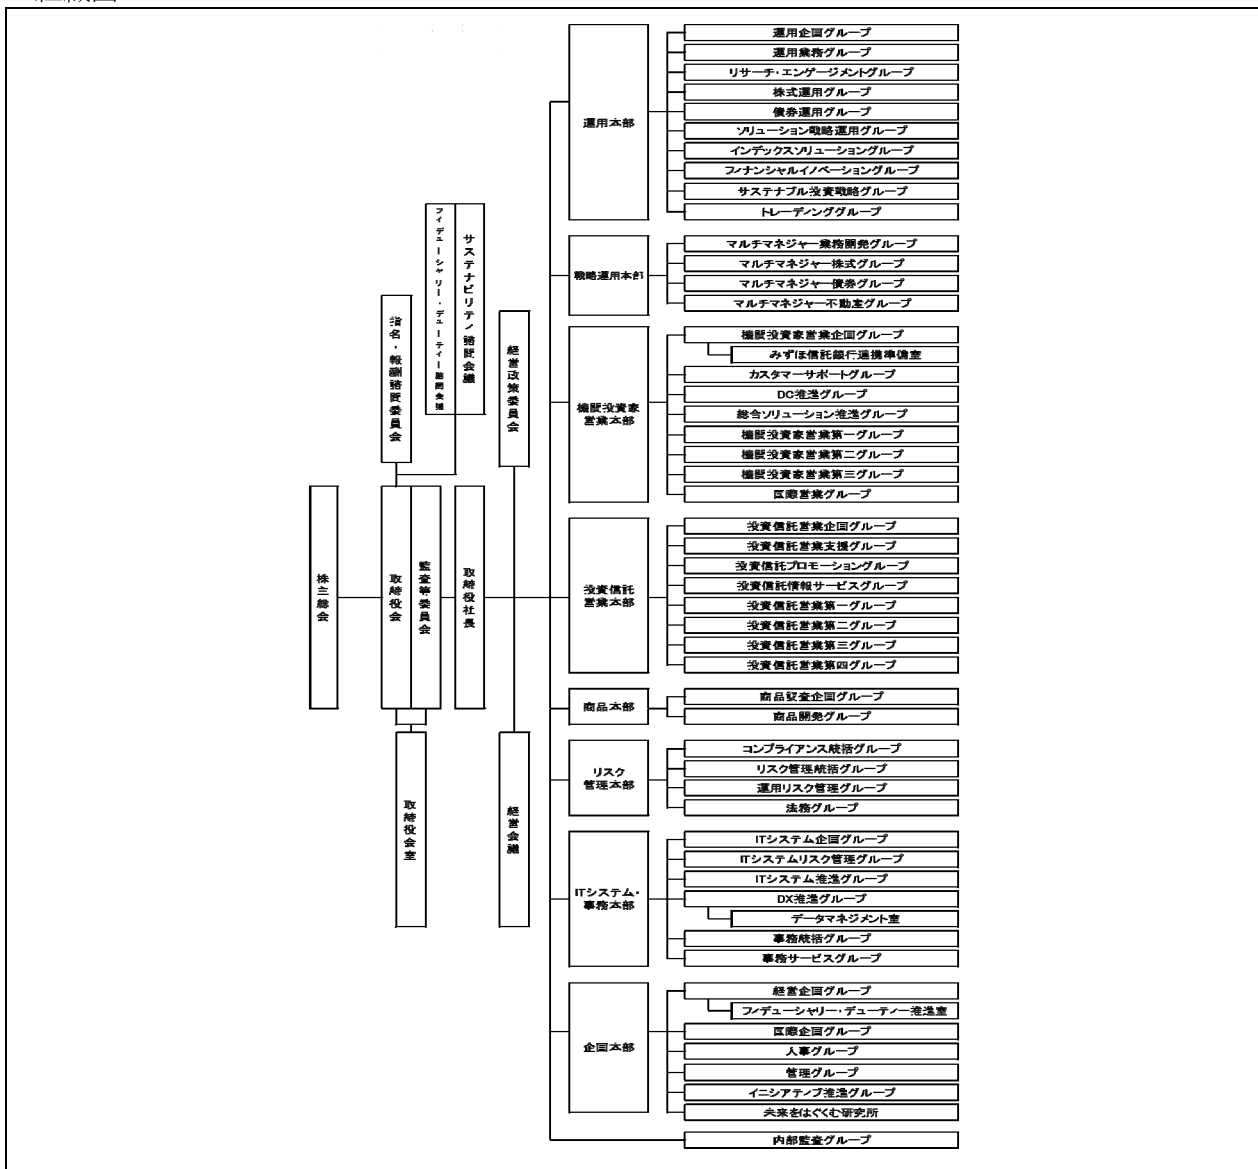 株主総会
取締役会
監査等委員会
取締役社長
指名・報酬諮問委員会
フィデューシャリー・デューティー諮問会議
サステナビリティ諮問会議
経営政策委員会
取締役会室
経営会議
運用本部
運用企画グループ
運用業務グループ
リサーチ・エンゲージメントグループ
株式運用グループ
債券運用グループ
ソリューション戦略運用グループ
インデックスソリューショングループ
フィナンシャルイノベーショングループ
サステナブル投資戦略グループ
トレーディンググループ
戦略運用本部
マルチマネジャー業務開発グループ
マルチマネジャー株式グループ
マルチマネジャー債券グループ
マルチマネジャー不動産グループ
機関投資家
営業本部
機関投資家営業企画グループ
みずほ信託銀行連携準備室
カスタマーサポートグループ
DC推進グループ
総合ソリューション推進グループ
機関投資家営業第一グループ
機関投資家営業第二グループ
機関投資家営業第三グループ
国際営業グループ
投資信託
営業本部
投資信託営業企画グループ
投資信託営業支援グループ
投資信託プロモーショングループ
投資信託情報サービスグループ
投資信託営業第一グループ
投資信託営業第二グループ
投資信託営業第三グループ
投資信託営業第四グループ
商品本部
商品審査企画グループ
商品開発グループ
リスク
管理本部
コンプライアンス統括グループ
リスク管理統括グループ
運用リスク管理グループ
法務グループ
ITシステム・
事務本部
ITシステム企画グループ
ITシステムリスク管理グループ
ITシステム推進グループ
DX推進グループ
データマネジメント室
事務統括グループ
事務サービスグループ
企画本部
経営企画グループ
フィデューシャリー・デューティー推進室
国際企画グループ
人事グループ
管理グループ
イニシアティブ推進グループ
未来をはぐくむ研究所
内部監査グループ